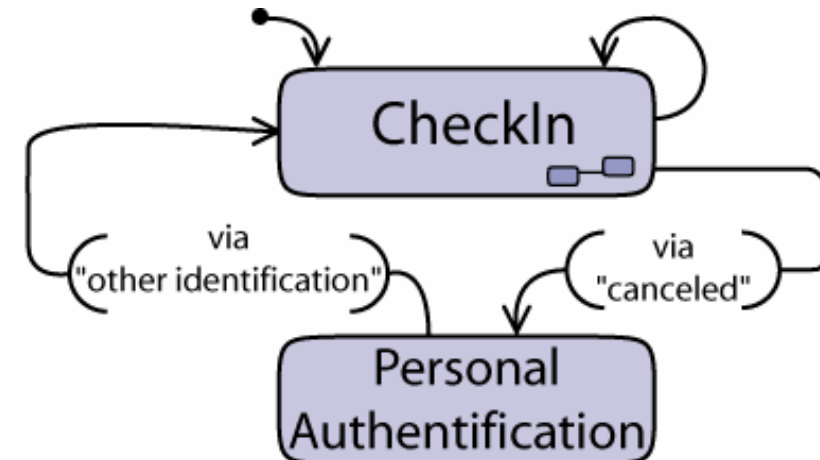 CheckIn
via
"other identification"
via
"canceled"
Personal
Authentification